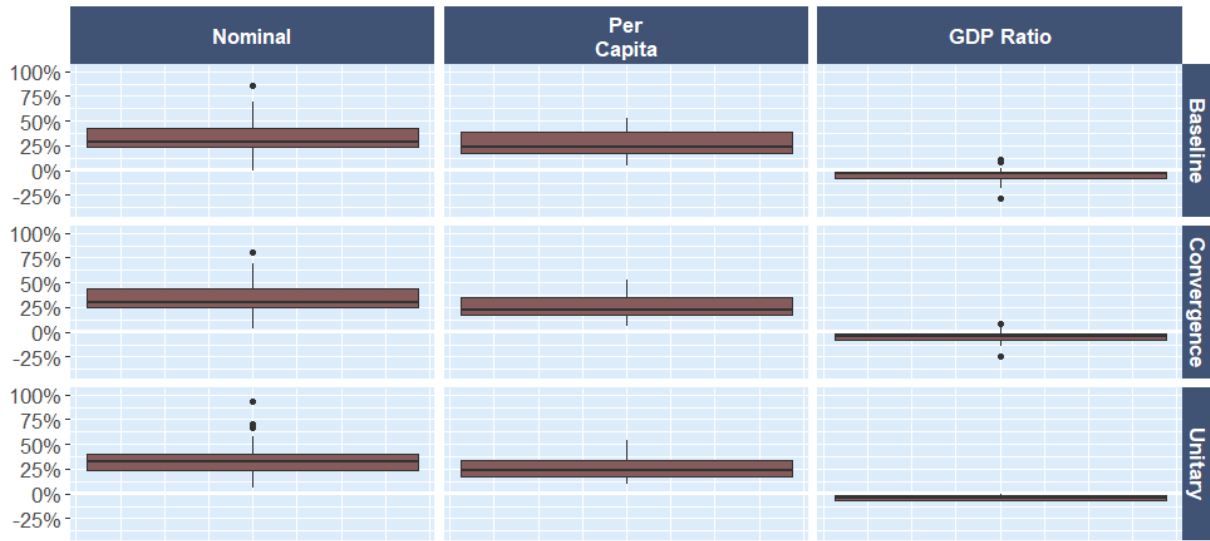 Nominal
Per
Capita
GDP Ratio
100%
75%
50%
25%
0%
-25%
Baseline
100%
75%
50%
25%
0%
-25%
Convergence
100%
75%
50%
25%
0%
-25%
Unitary